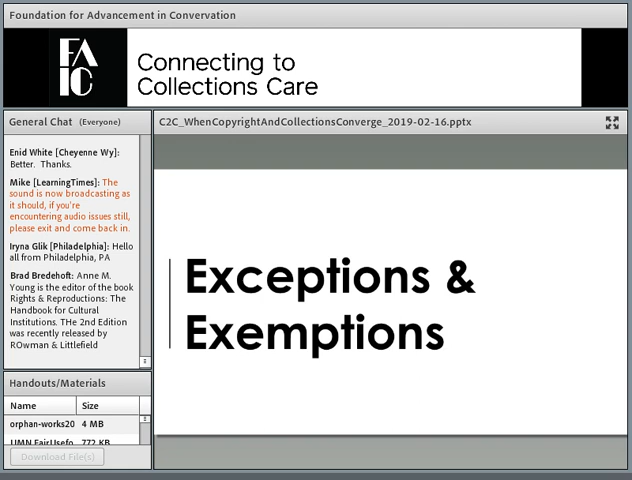 Foundation for Advancement in Convervation
FA
IC
Connecting to
Collections Care
General Chat (Everyone)
Enid White [Cheyenne Wy]:
Better. Thanks.
Mike [LearningTimes]: The
sound is now broadcasting as
it should, if you're
encountering audio issues still,
please exit and come back in.
Iryna Glik [Philadelphia]: Hello
all from Philadelphia, PA
Brad Bredehoft: Anne M.
Young is the editor of the book
Rights & Reproductions: The
Handbook for Cultural
Institutions. THe 2nd Edition
was recently released by
ROwman & Littlefield
C2C_WhenCopyrightAndCollectionsConverge_2019-02-16.pptx
Exceptions &
Exemptions
Handouts/Materials
Name Size
orphan-works20 4 MB
UMN FairUsefo 772 KB
Download File(s)